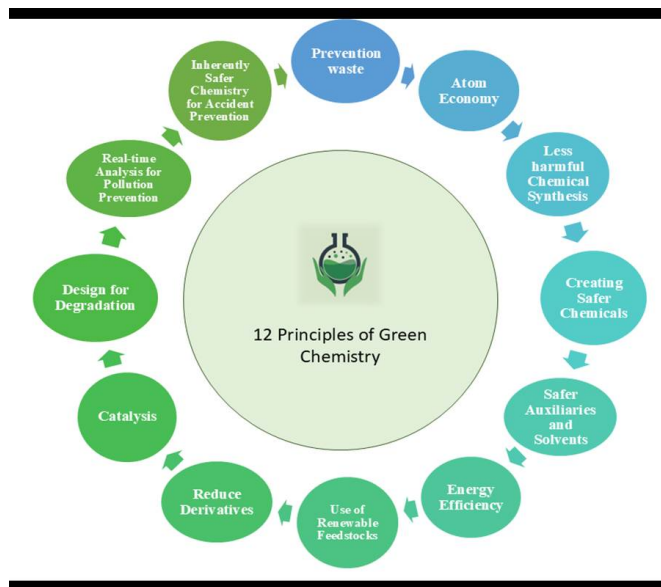 Prevention
waste
Atom
Economy
Less
harmful
Chemical
Synthesis
Creating
Safer
Chemicals
Safer
Auxiliaries
and
Solvents
Energy
Efficiency
Use of
Renewable
Feedstocks
Reduce
Derivatives
Catalysis
Design for
Degradation
Real-time
Analysis for
Pollution
Prevention
Inherently
Safer
Chemistry
for Accident
Prevention
12 Principles of Green
Chemistry